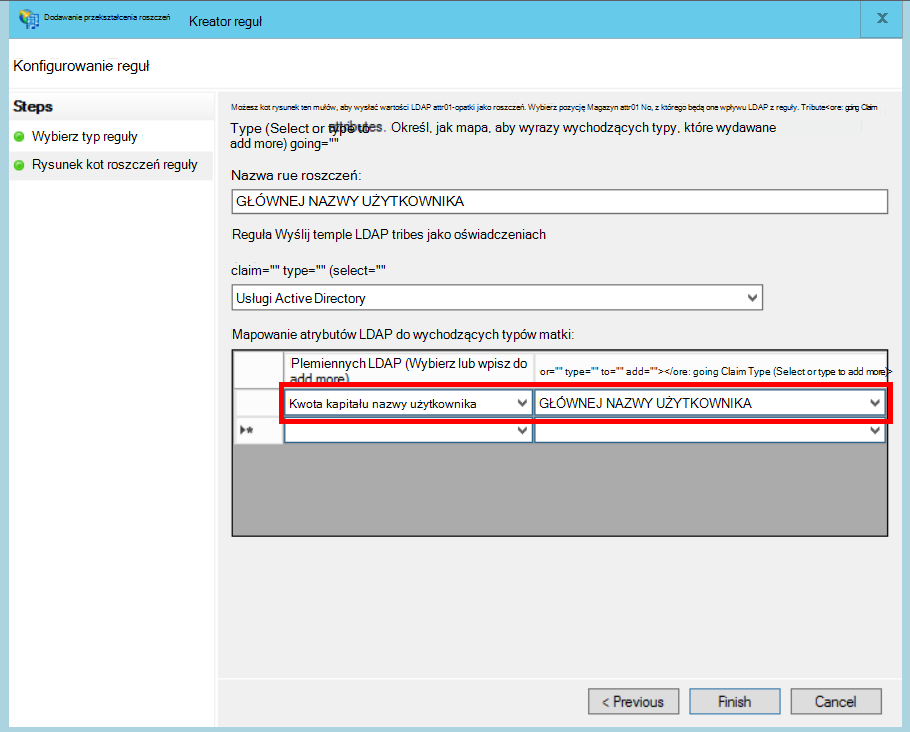 Dodawanie przekształcenia roszczeń Kreator reguł
x
Konfigurowanie reguł
Steps
Wybierz typ reguły
Rysunek kot roszczeń reguły
Możesz kot rysunek ten mułów, aby wysłać wartości LDAP attr01-opatki jako roszczeń. Wybierz pozycję Magazyn attr01 No, z którego będą one wpływu LDAP z reguły. Tribute<ore: going Claim
Type (Select or type to attributes. Określ, jak mapa, aby wyrazy wychodzących typy, które wydawane
add more) going=""
Nazwa rue roszczeń:
GŁÓWNEJ NAZWY UŻYTKOWNIKA
Reguła Wyślij temple LDAP tribes jako oświadczeniach
claim="" type="" (select=""
Usługi Active Directory
Mapowanie atrybutów LDAP do wychodzących typów matki:
Plemiennych LDAP (Wybierz lub wpisz do
add more)
or="" type="" to="" add=""></ore: going Claim Type (Select or type to add more)>
Kwota kapitału nazwy użytkownika GŁÓWNEJ NAZWY UŻYTKOWNIKA
< Previous Finish Cancel